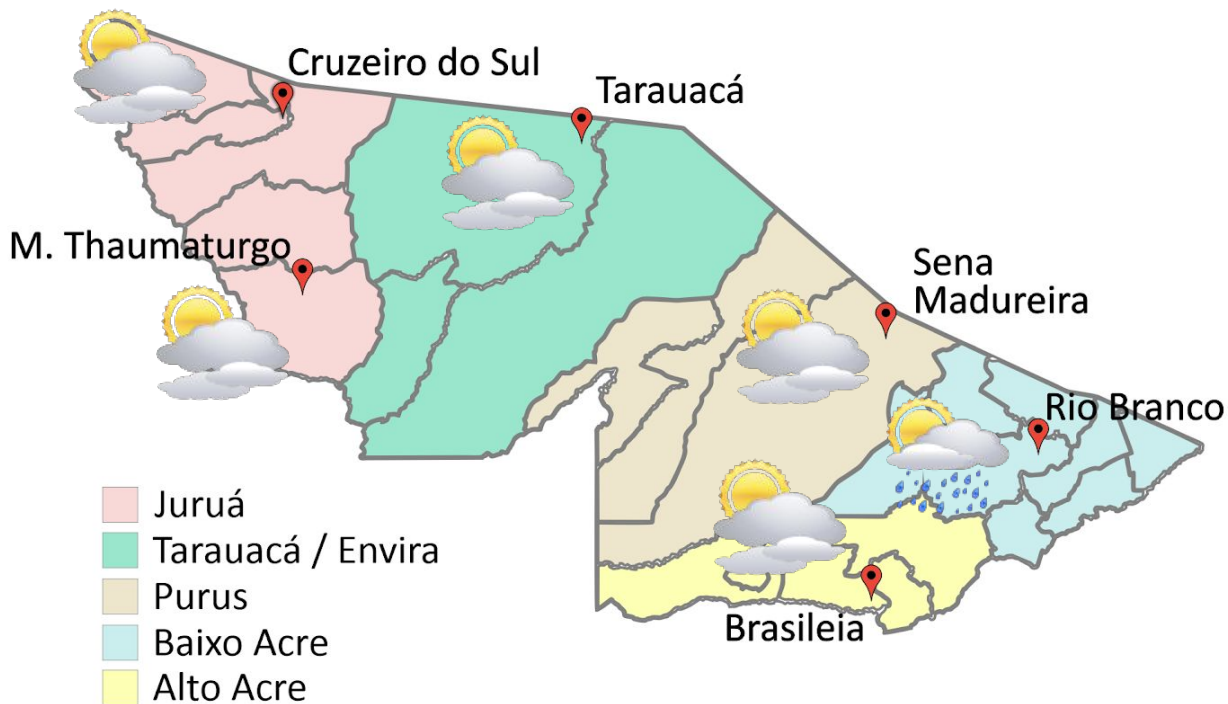 Cruzeiro do Sul
Tarauacá
M. Thaumaturgo
Sena
Madureira
Rio Branco
Brasileia
Juruá
Tarauacá / Envira
Purus
Baixo Acre
Alto Acre